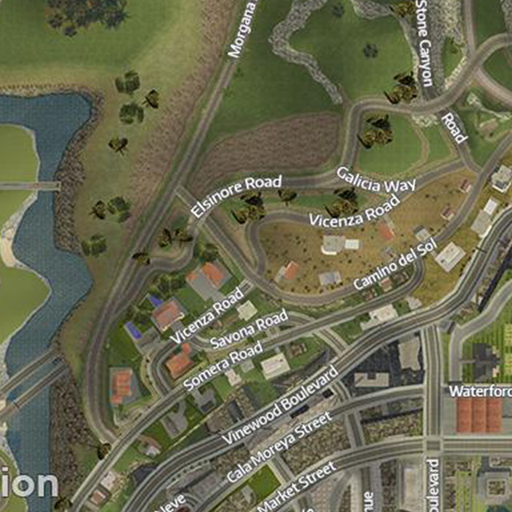 Morgana
Stone Canyon
Road
Elsinore Road
Galicia Way
Vicenza Road
Camino del Sol
Vicenza Road
Savona Road
Somera Road
Vinewood Boulevard
Waterford
Cala Moreya Street
Market Street
ion